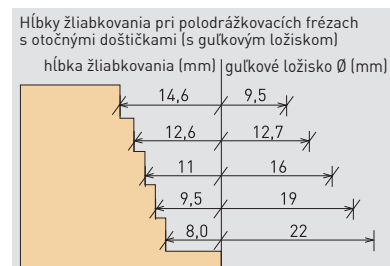 Hĺbky žliabkovania pri polodrážkovacích frézach
s otočnými doštičkami (s guľkovým ložiskom)
hĺbka žliabkovania (mm) guľkové ložisko Ø (mm)
14,6 9,5
12,6 12,7
11 16
9,5 19
8,0 22